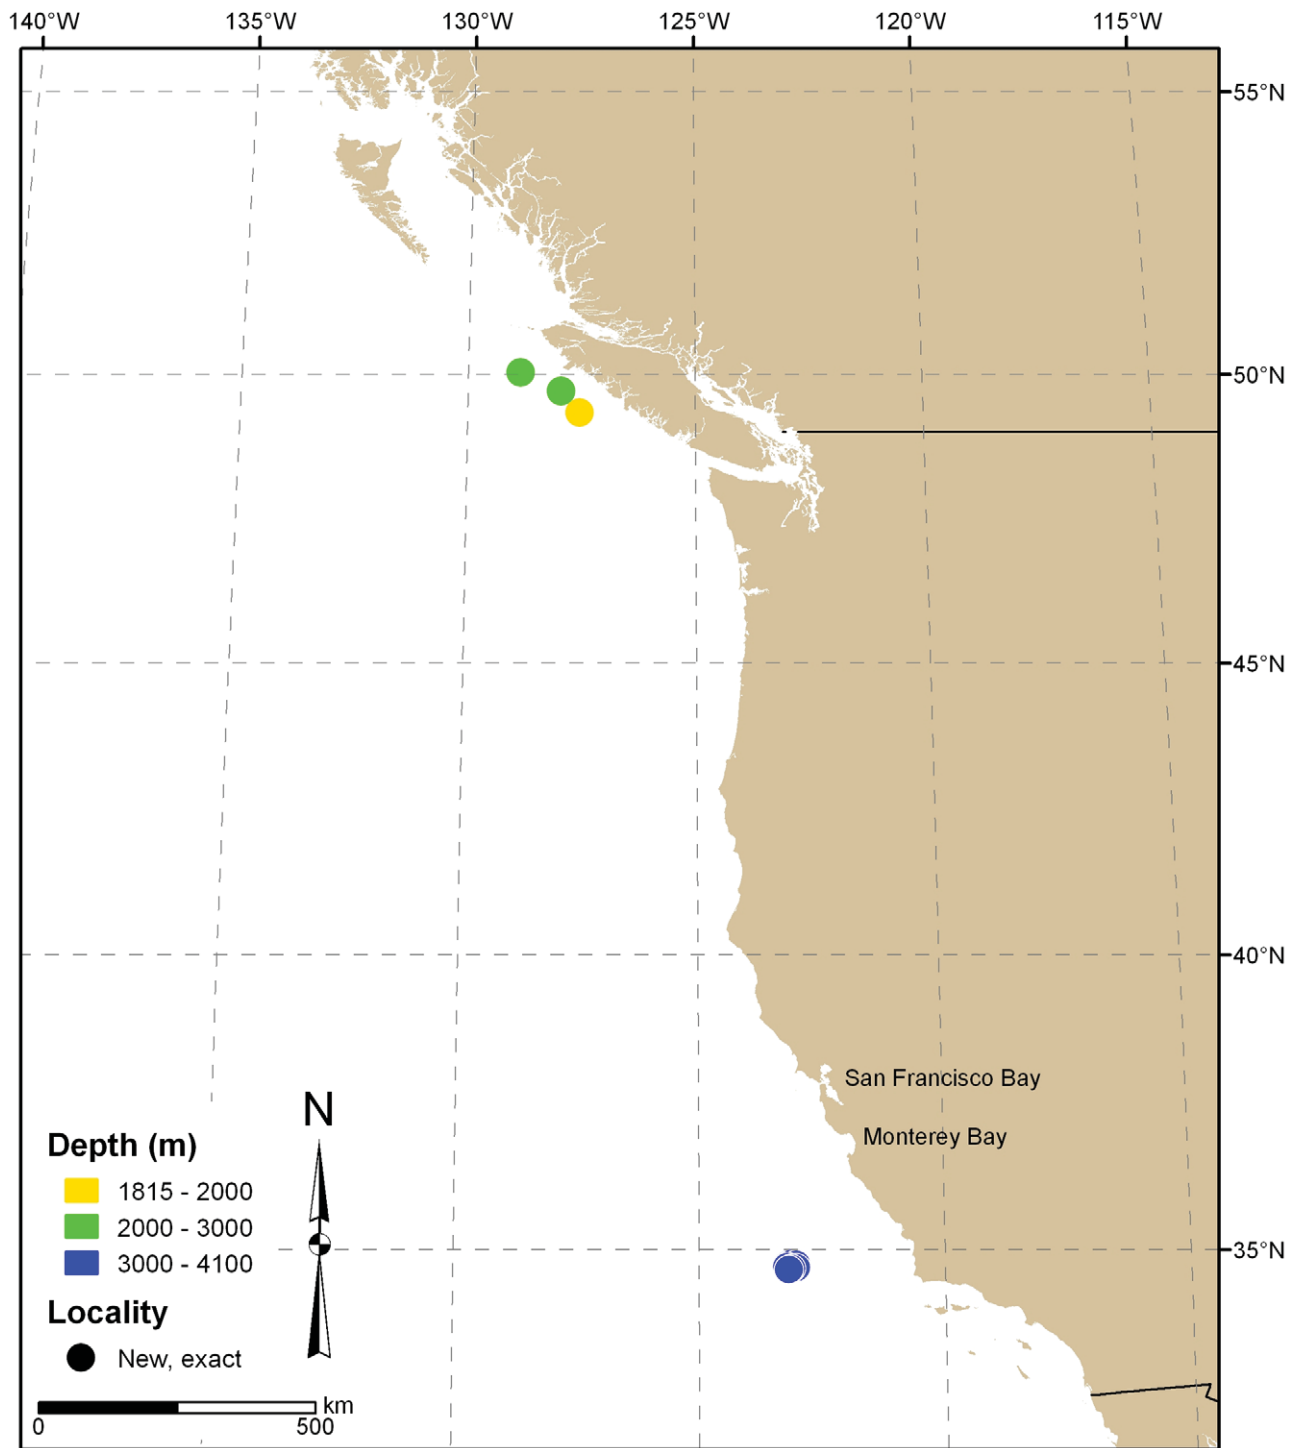 140°W 135°W 130°W 125°W 120°W 115°W
55°N
50°N
45°N
40°N
San Francisco Bay
Monterey Bay
35°N
N
Depth (m)
1815 - 2000
2000 - 3000
3000 - 4100
Locality
New, exact
km
0 500